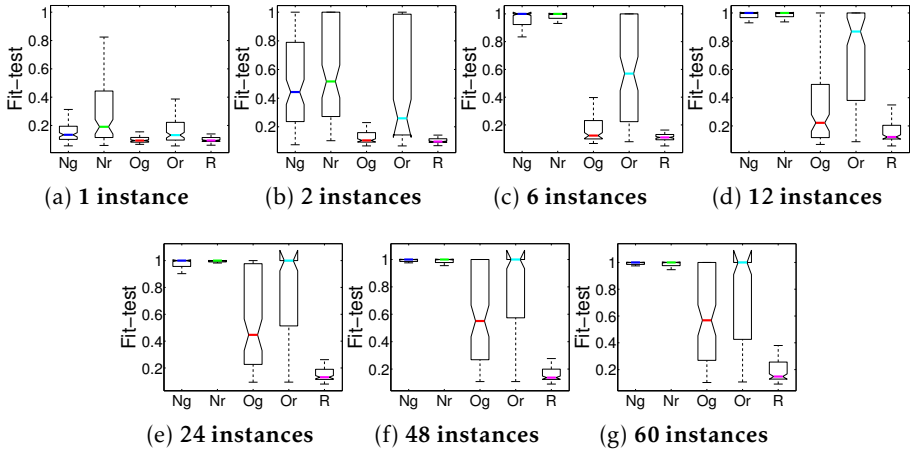 Fit−test
1
0.8
0.6
0.4
0.2
Ng Nr Og Or R
(a) 1 instance
Fit−test
1
0.8
0.6
0.4
0.2
Ng Nr Og Or R
(b) 2 instances
Fit−test
1
0.8
0.6
0.4
0.2
Ng Nr Og Or R
(c) 6 instances
Fit−test
1
0.8
0.6
0.4
0.2
Ng Nr Og Or R
(d) 12 instances
Fit−test
1
0.8
0.6
0.4
0.2
Ng Nr Og Or R
(e) 24 instances
Fit−test
1
0.8
0.6
0.4
0.2
Ng Nr Og Or R
(f) 48 instances
Fit−test
1
0.8
0.6
0.4
0.2
Ng Nr Og Or R
(g) 60 instances